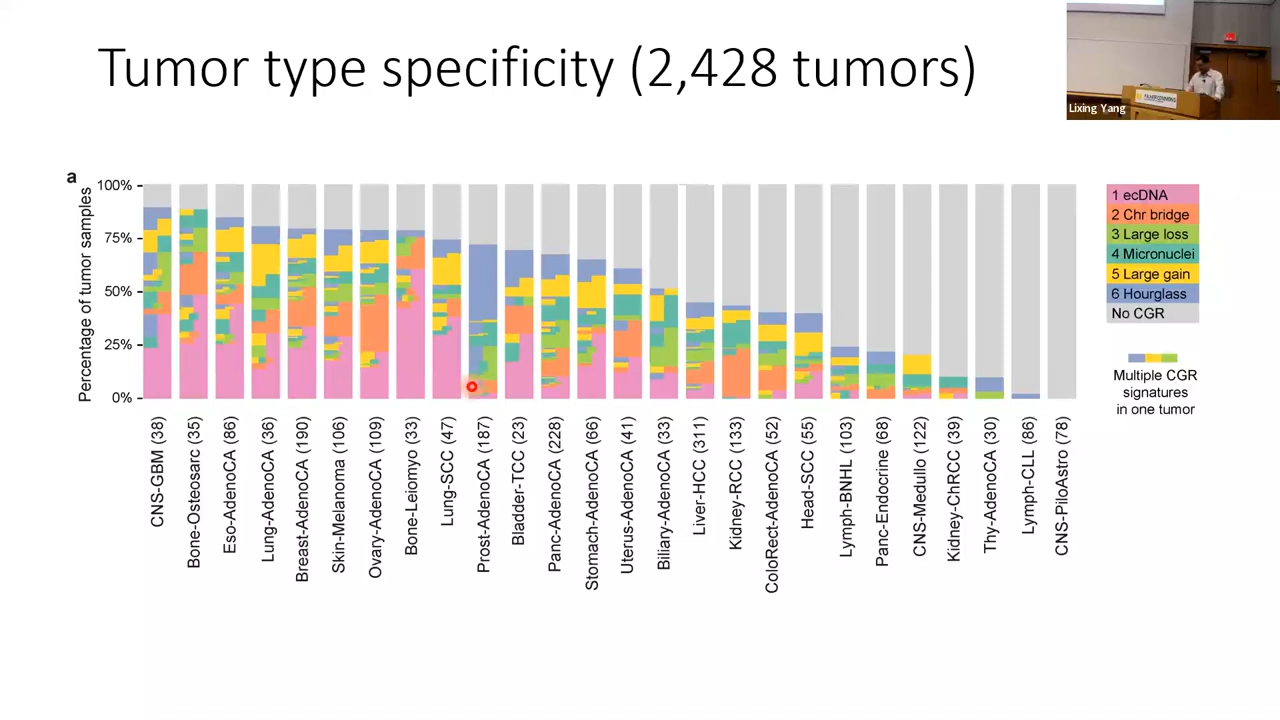 Tumor type specificity (2,428 tumors)
Lixing Yang
a
Percentage of tumor samples
100%
75%
50%
25%
0%
CNS-GBM (38)
Bone-Osteosarc (35)
Eso-AdenoCA (86)
Lung-AdenoCA (36)
Breast-AdenoCA (190)
Skin-Melanoma (106)
Ovary-AdenoCA (109)
Bone-Leiomyo (33)
Lung-SCC (47)
Prost-AdenoCA (187)
Bladder-TCC (23)
Panc-AdenoCA (228)
Stomach-AdenoCA (66)
Uterus-AdenoCA (41)
Biliary-AdenoCA (33)
Liver-HCC (311)
Kidney-RCC (133)
ColoRect-AdenoCA (52)
Head-SCC (55)
Lymph-BNHL (103)
Panc-Endocrine (68)
CNS-Medullo (122)
Kidney-ChRCC (39)
Thy-AdenoCA (30)
Lymph-CLL (86)
CNS-PiloAstro (78)
1 ecDNA
2 Chr bridge
3 Large loss
4 Micronuclei
5 Large gain
6 Hourglass
No CGR
Multiple CGR
signatures
in one tumor